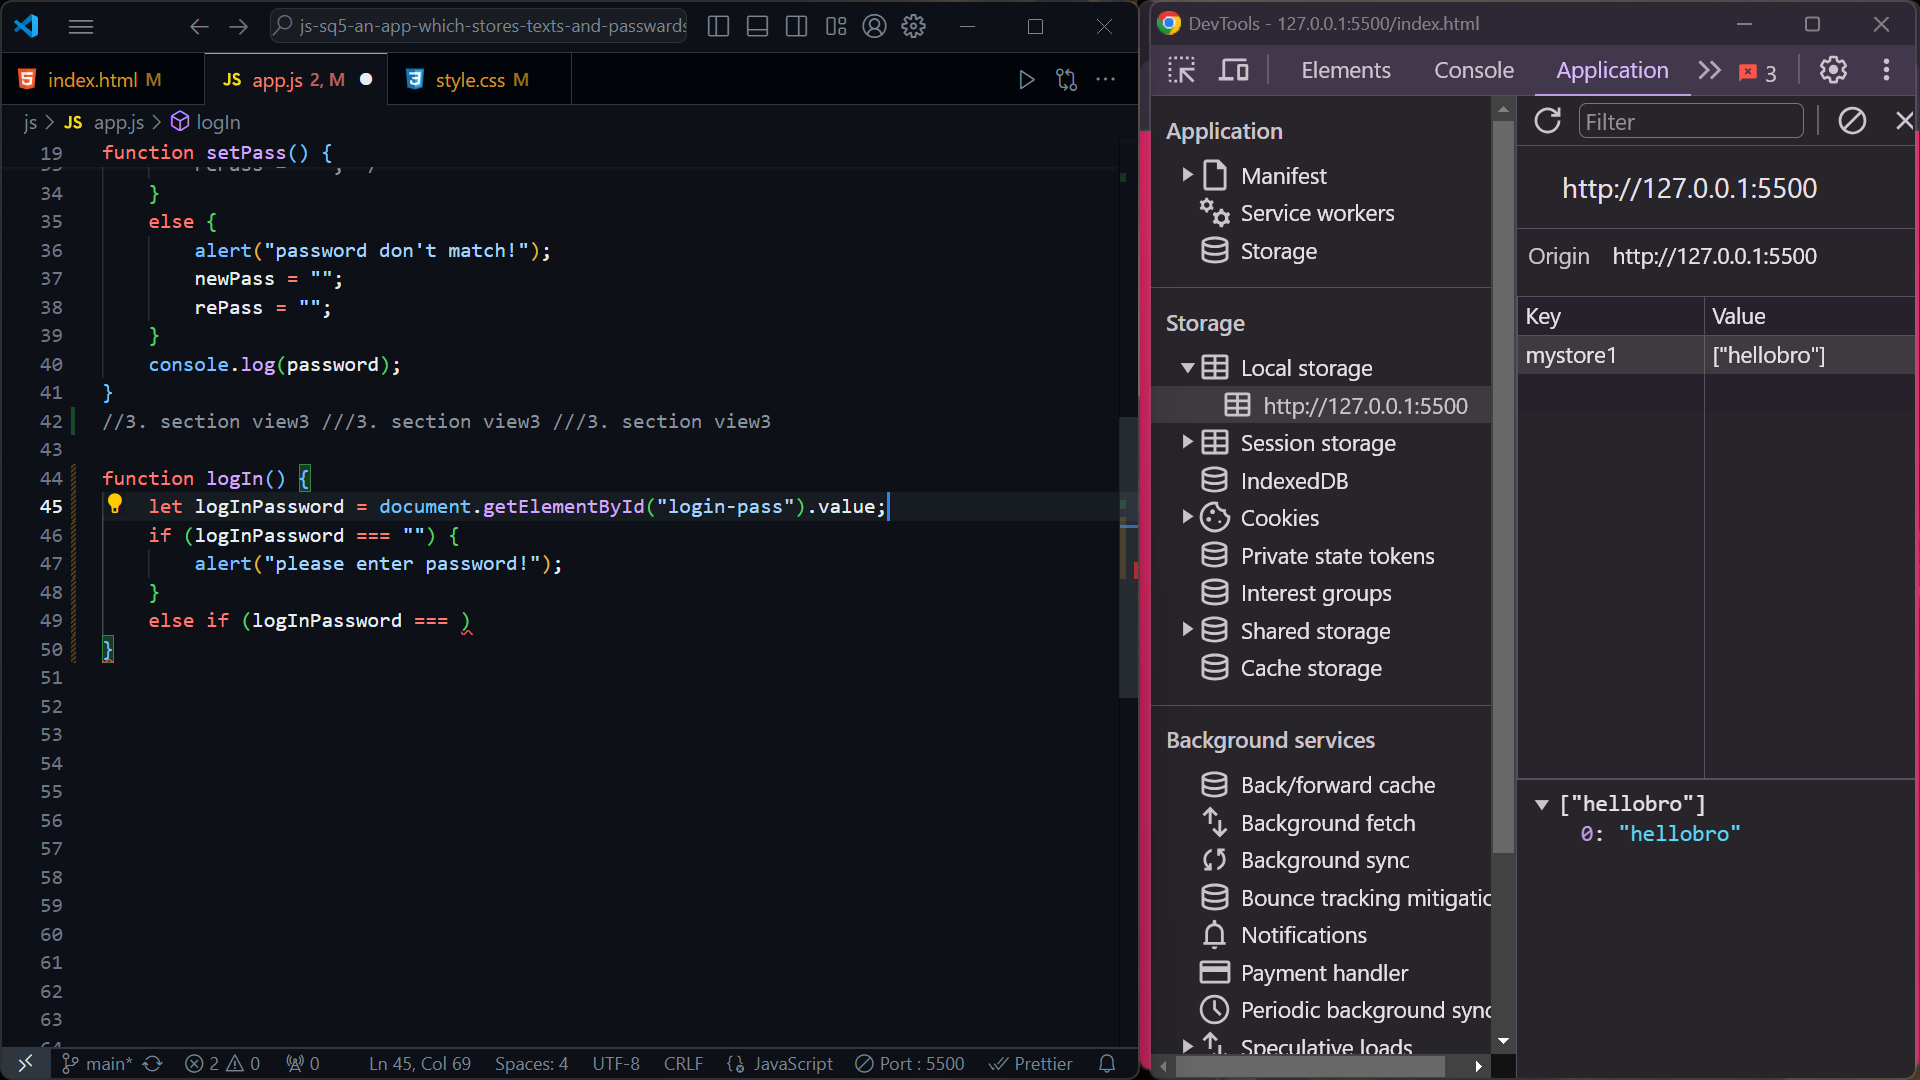 js-sq5-an-app-which-stores-texts-and-passwards
index.html M
JS app.js 2, M
style.css M
js > JS app.js > logIn
19 function setPass() {
34 }
35 else {
36 alert("password don't match!");
37 newPass = "";
38 rePass = "";
39 }
40 console.log(password);
41 }
42 //3. section view3 ///3. section view3 ///3. section view3
43
44 function logIn() {
45 let logInPassword = document.getElementById("login-pass").value;
46 if (logInPassword === "") {
47 alert("please enter password!");
48 }
49 else if (logInPassword === )
50 }
51
52
53
54
55
56
57
58
59
60
61
62
63
main* 2 0 0 Ln 45, Col 69 Spaces: 4 UTF-8 CRLF {} JavaScript Port : 5500 Prettier
DevTools - 127.0.0.1:5500/index.html
Elements Console Application 3
Application
Manifest
Service workers
Storage
Storage
Local storage
http://127.0.0.1:5500
Session storage
IndexedDB
Cookies
Private state tokens
Interest groups
Shared storage
Cache storage
Background services
Back/forward cache
Background fetch
Background sync
Bounce tracking mitigatic
Notifications
Payment handler
Periodic background sync
Speculative loads
Filter
http://127.0.0.1:5500
Origin http://127.0.0.1:5500
Key Value
mystore1 ["hellobro"]
["hellobro"]
0: "hellobro"